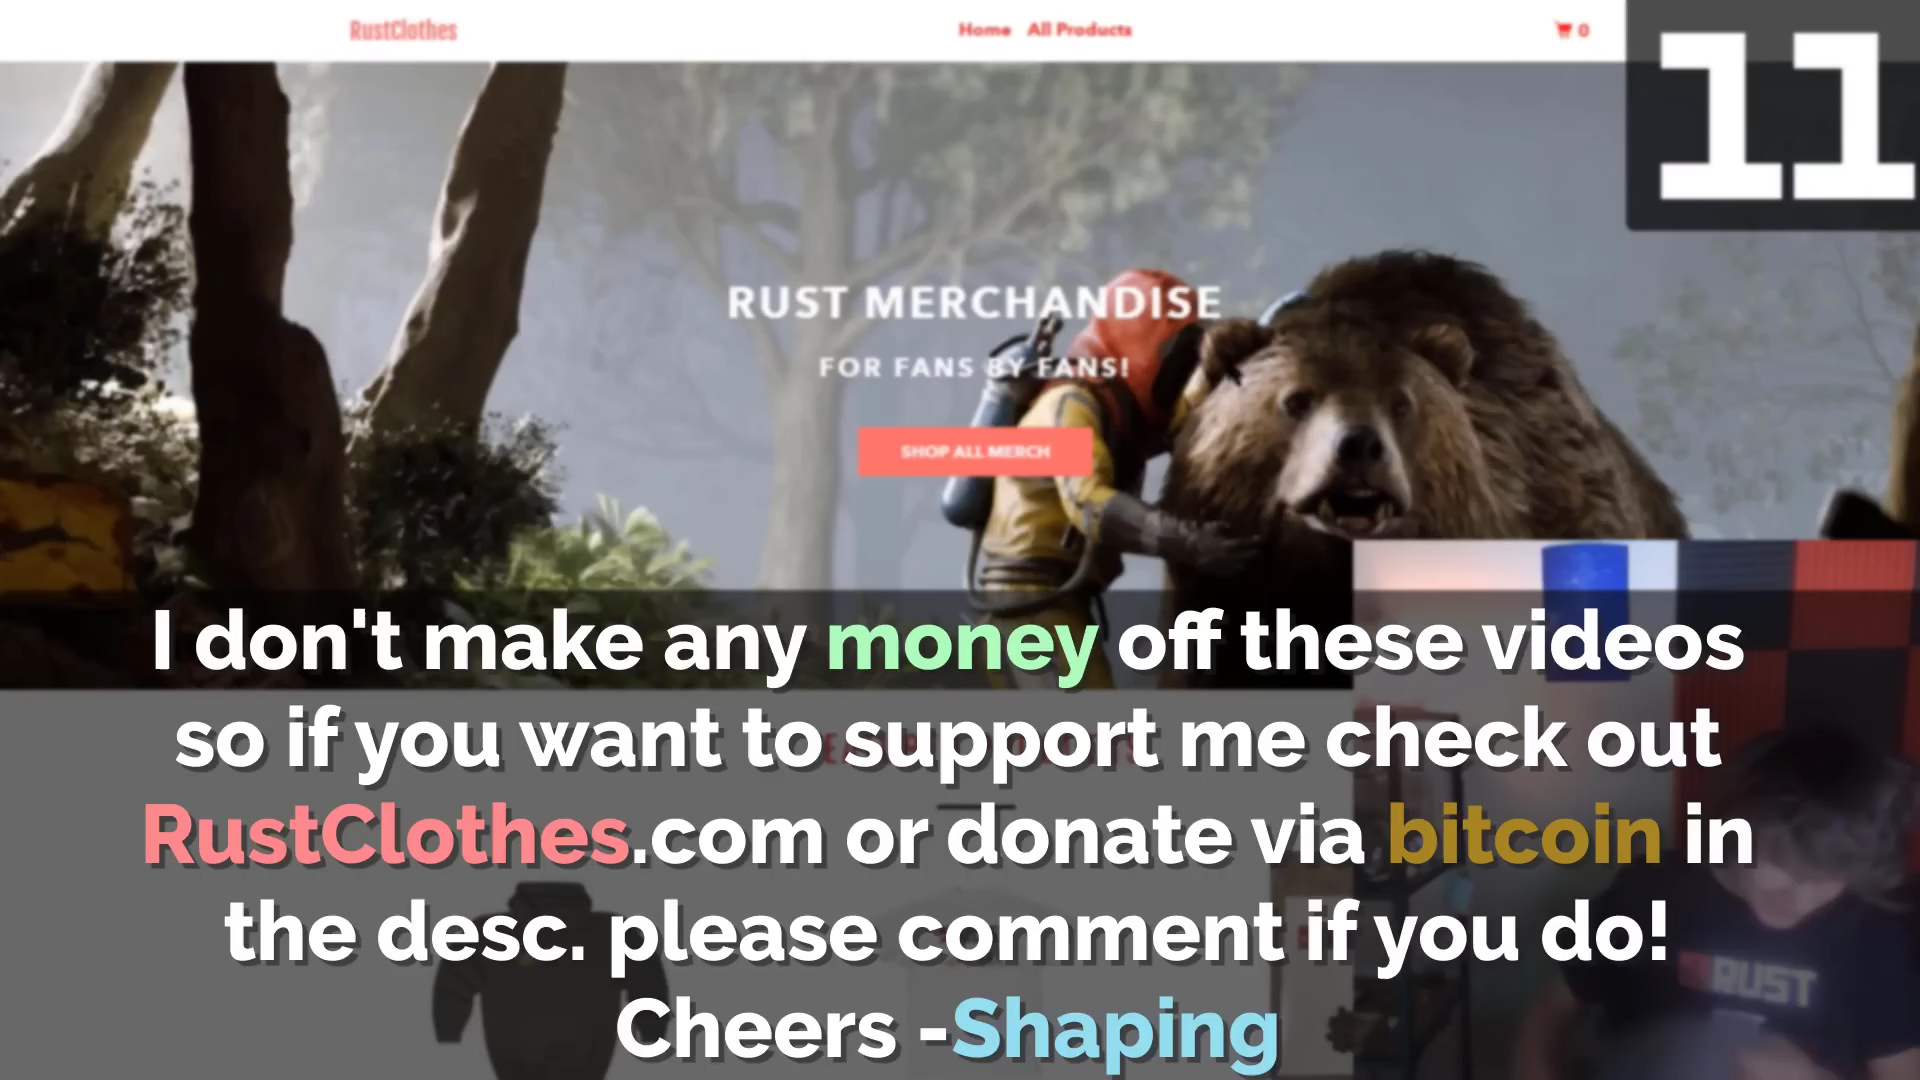 RustClothes
Home All Products
0
11
RUST MERCHANDISE
FOR FANS BY FANS!
SHOP ALL MERCH
I don't make any money off these videos
so if you want to support me check out
RustClothes.com or donate via bitcoin in
the desc. please comment if you do!
Cheers -Shaping
RUST